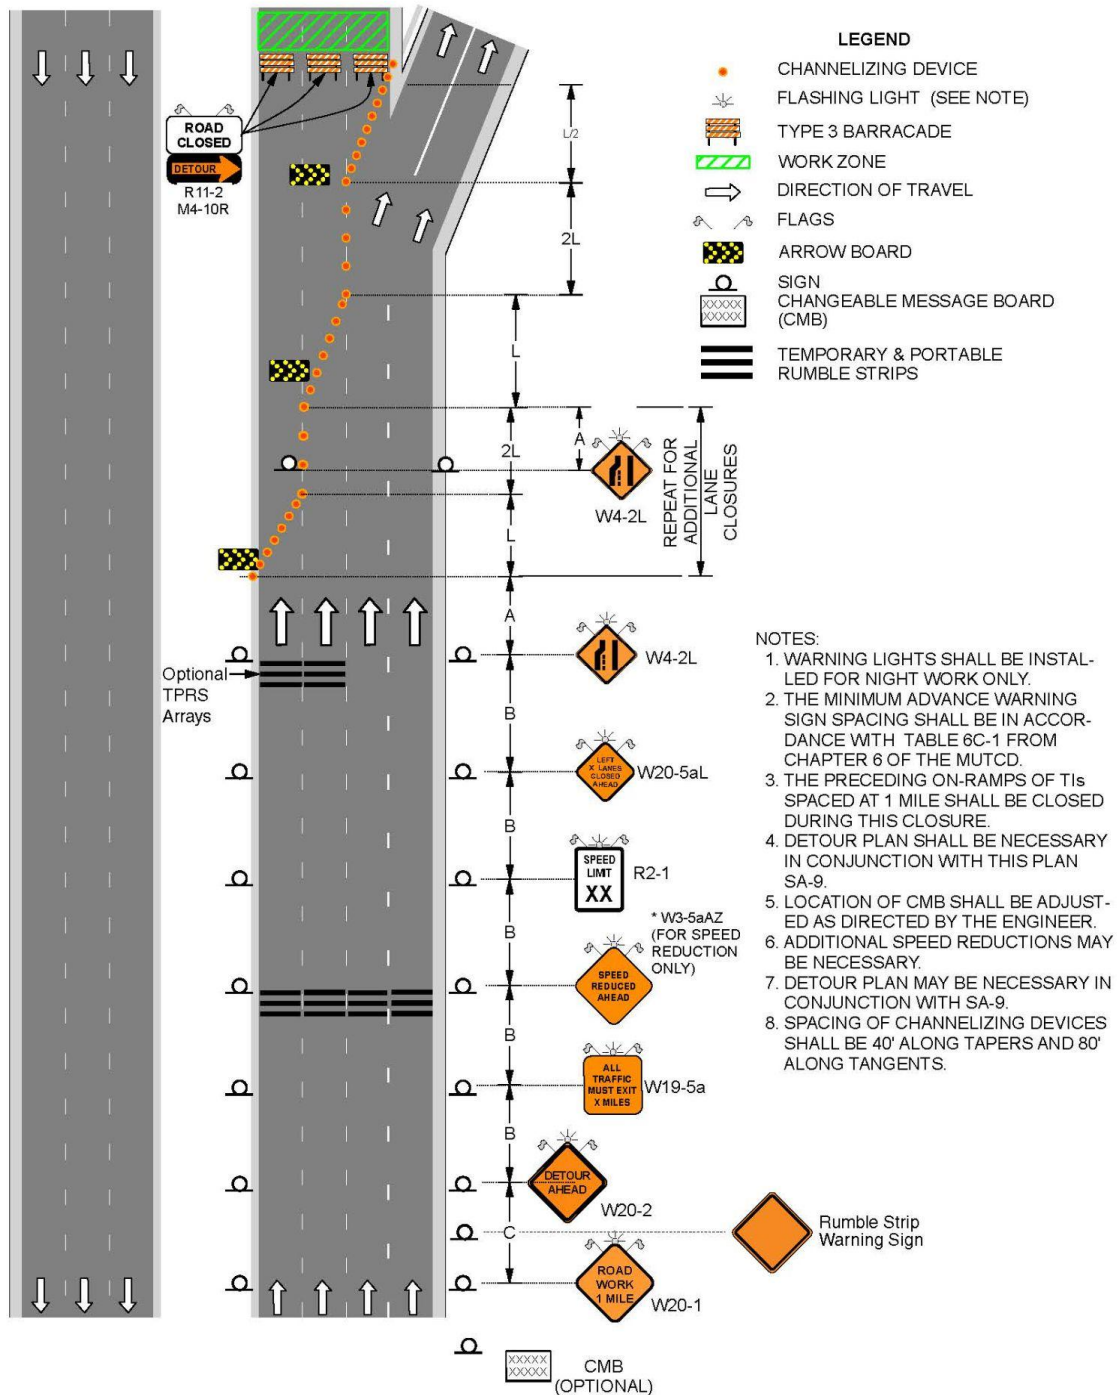 LEGEND
CHANNELIZING DEVICE
FLASHING LIGHT (SEE NOTE)
TYPE 3 BARRACADE
WORK ZONE
DIRECTION OF TRAVEL
FLAGS
ARROW BOARD
SIGN
CHANGEABLE MESSAGE BOARD
(CMB)
TEMPORARY & PORTABLE
RUMBLE STRIPS
ROAD
CLOSED
DETOUR
R11-2
M4-10R
L/2
2L
L
2L
A
L
REPEAT FOR
ADDITIONAL
LANE
CLOSURES
W4-2L
A
W4-2L
Optional
TPRS
Arrays
B
LEFT
X LANES
CLOSED
AHEAD
W20-5aL
B
SPEED
LIMIT
XX
R2-1
B
* W3-5aAZ
(FOR SPEED
REDUCTION
ONLY)
SPEED
REDUCED
AHEAD
B
ALL
TRAFFIC
MUST EXIT
X MILES
W19-5a
B
DETOUR
AHEAD
W20-2
C
Rumble Strip
Warning Sign
ROAD
WORK
1 MILE
W20-1
XXXXX
XXXXX
CMB
(OPTIONAL)
NOTES:
1. WARNING LIGHTS SHALL BE INSTAL-
LED FOR NIGHT WORK ONLY.
2. THE MINIMUM ADVANCE WARNING
SIGN SPACING SHALL BE IN ACCOR-
DANCE WITH TABLE 6C-1 FROM
CHAPTER 6 OF THE MUTCD.
3. THE PRECEDING ON-RAMPS OF TIs
SPACED AT 1 MILE SHALL BE CLOSED
DURING THIS CLOSURE.
4. DETOUR PLAN SHALL BE NECESSARY
IN CONJUNCTION WITH THIS PLAN
SA-9.
5. LOCATION OF CMB SHALL BE ADJUST-
ED AS DIRECTED BY THE ENGINEER.
6. ADDITIONAL SPEED REDUCTIONS MAY
BE NECESSARY.
7. DETOUR PLAN MAY BE NECESSARY IN
CONJUNCTION WITH SA-9.
8. SPACING OF CHANNELIZING DEVICES
SHALL BE 40' ALONG TAPERS AND 80'
ALONG TANGENTS.